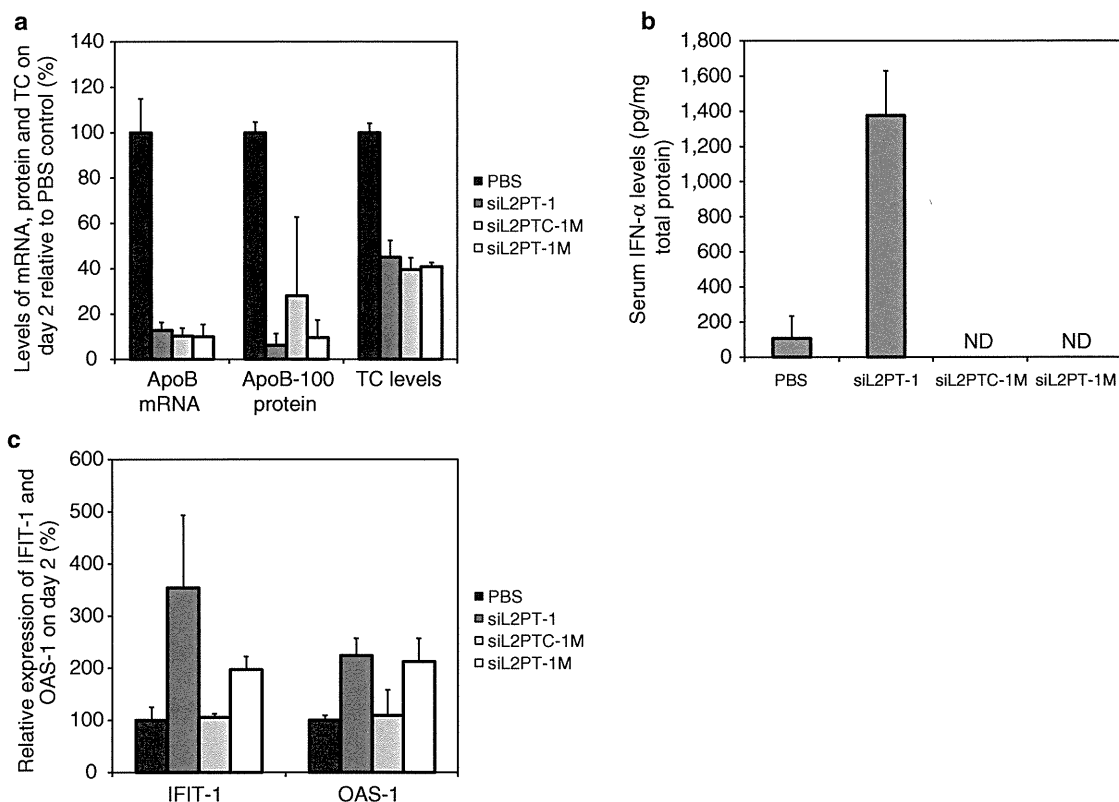 a
Levels of mRNA, protein and TC on
day 2 relative to PBS control (%)
140
120
100
80
60
40
20
0
ApoB
mRNA
ApoB-100
protein
TC levels
PBS
siL2PT-1
siL2PTC-1M
siL2PT-1M
b
Serum IFN-α levels (pg/mg
total protein)
1,800
1,600
1,400
1,200
1,000
800
600
400
200
0
ND
ND
PBS
siL2PT-1
siL2PTC-1M
siL2PT-1M
c
Relative expression of IFIT-1 and
OAS-1 on day 2 (%)
600
500
400
300
200
100
0
IFIT-1
OAS-1
PBS
siL2PT-1
siL2PTC-1M
siL2PT-1M